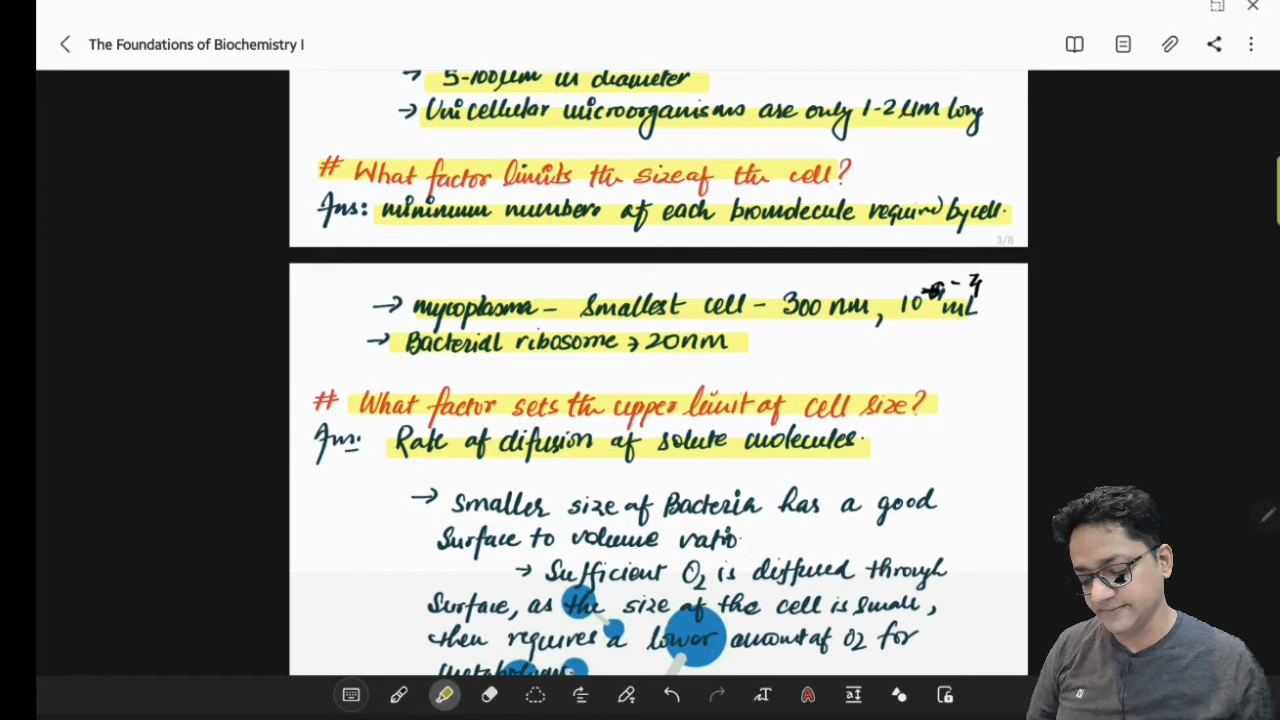 The Foundations of Biochemistry I
→ 5-100μm in diameter
→ Unicellular microorganisms are only 1-2 μm long
# What factor limits the size of the cell?
Ans: minimum numbers of each biomolecule required by cell.
3/8
→ mycoplasma - Smallest cell - 300 nm, 10 mL
→ Bacterial ribosome → 20nm
# What factor sets the upper limit of cell size?
Ans: Rate of difusion of solute molecules.
→ Smaller size of Bacteria has a good
Surface to volume ratio.
→ Sufficient O2 is diffused through
Surface, as the size of the cell is small,
then requires a lower amount of O2 for
metabolism